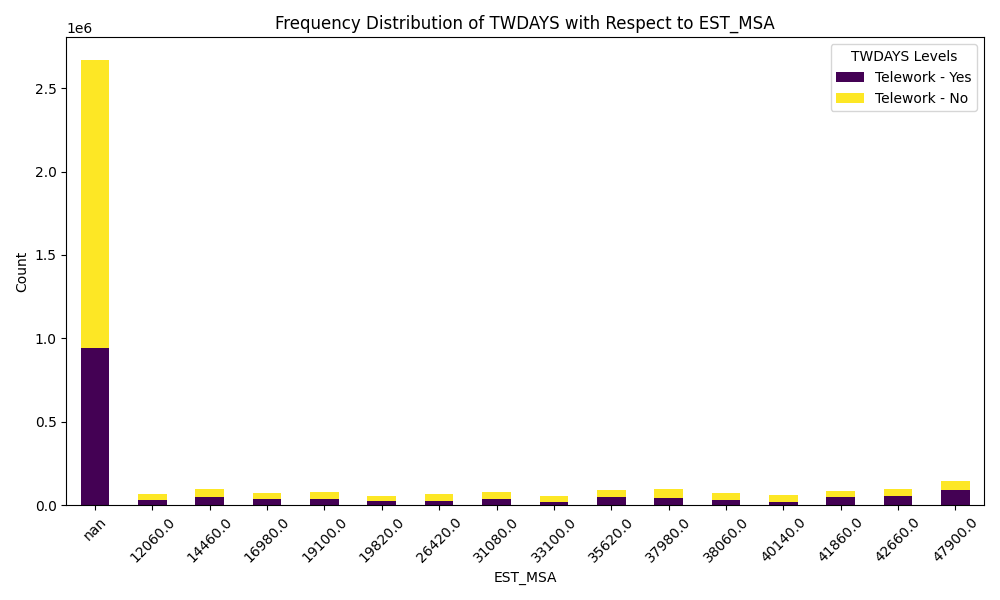 Frequency Distribution of TWDAYS with Respect to EST_MSA
1e6
TWDAYS Levels
Telework - Yes
Telework - No
2.5
2.0
1.5
1.0
0.5
0.0
Count
nan
12060.0
14460.0
16980.0
19100.0
19820.0
26420.0
31080.0
33100.0
35620.0
37980.0
38060.0
40140.0
41860.0
42660.0
47900.0
EST_MSA